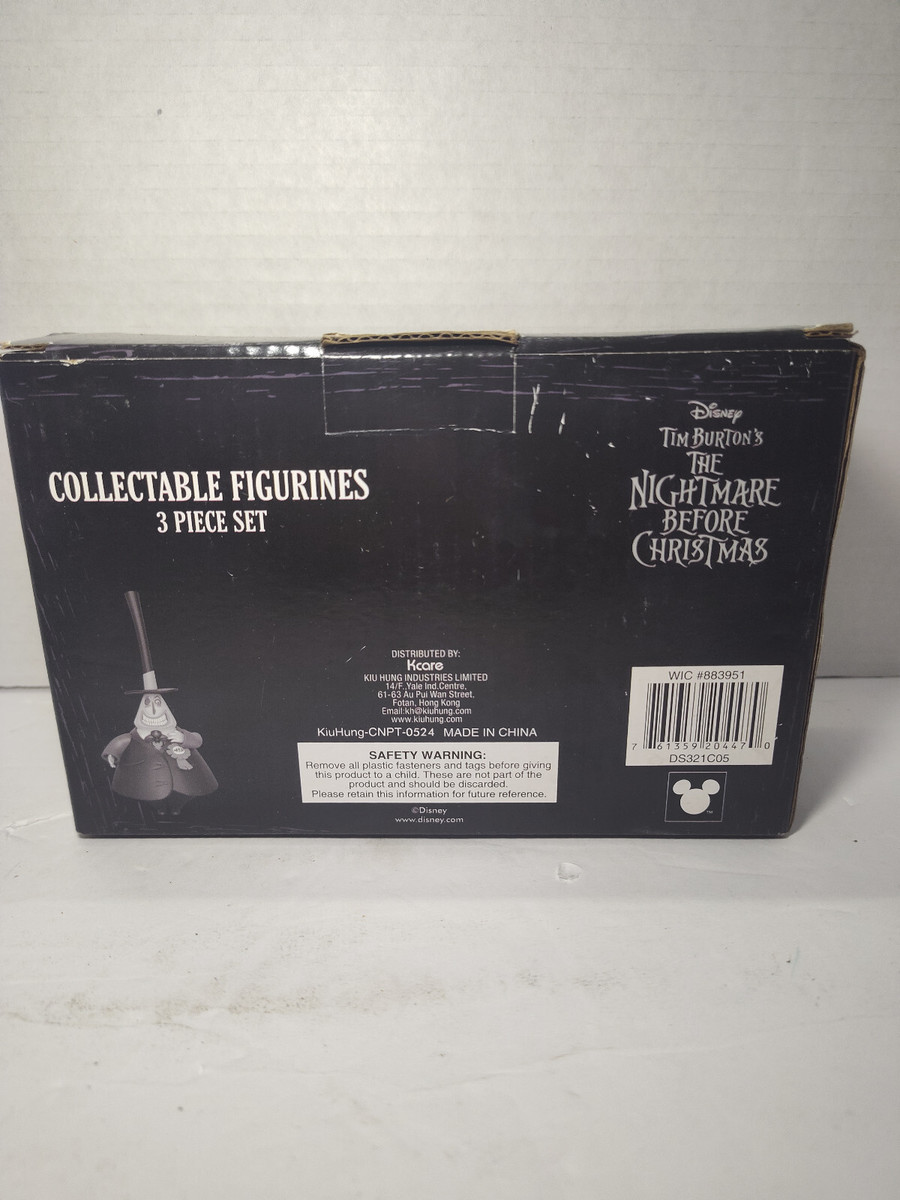 COLLECTABLE FIGURINES
3 PIECE SET
Disney
TIM BURTON'S
THE
NIGHTMARE
BEFORE
CHRISTMAS
DISTRIBUTED BY:
Kcare
KIU HUNG INDUSTRIES LIMITED
14/F.,Yale Ind.Centre,
61-63 Au Pui Wan Street,
Fotan, Hong Kong
Email:kh@kiuhung.com
www.kiuhung.com
KiuHung-CNPT-0524 MADE IN CHINA
SAFETY WARNING:
Remove all plastic fasteners and tags before giving
this product to a child. These are not part of the
product and should be discarded.
Please retain this information for future reference.
©Disney
www.disney.com
WIC #883951
7 61359 20447 0
DS321C05
TM